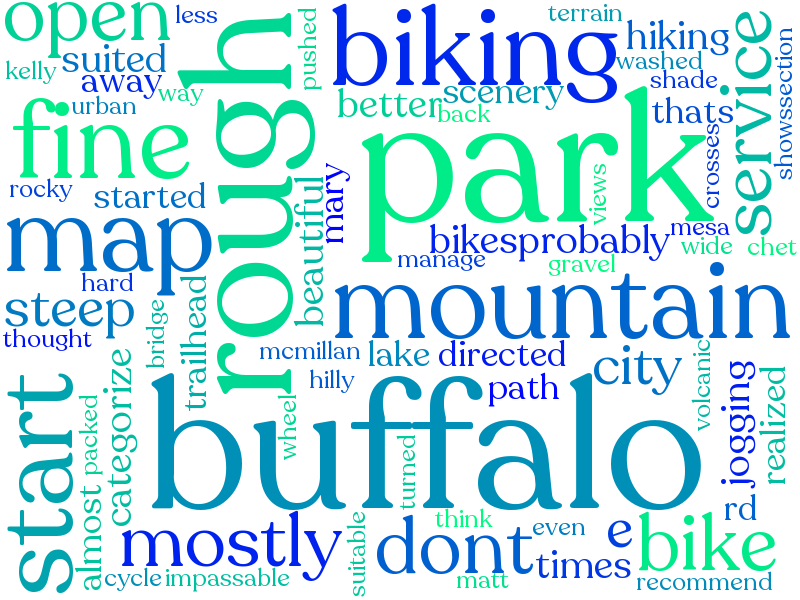 open
less
kelly
suited
away
way
urban
fine
rocky
started
map
hard
steep
thought
rough
pushed
biking
better
back
scenery
terrain
hiking
washed
shade
thats
service
showssection
park
views
crosses
mary
beautiful
bikesprobably
mesa
wide
chet
manage
gravel
mountain
trailhead
bridge
mcmillan
lake
directed
hilly
path
city
volcanic
jogging
realized
start
packed
categorize
almost
buffalo
wheel
turned
mostly
cycle
impassable
suitable
dont
think
even
matt
times
e
bike
rd
recommend